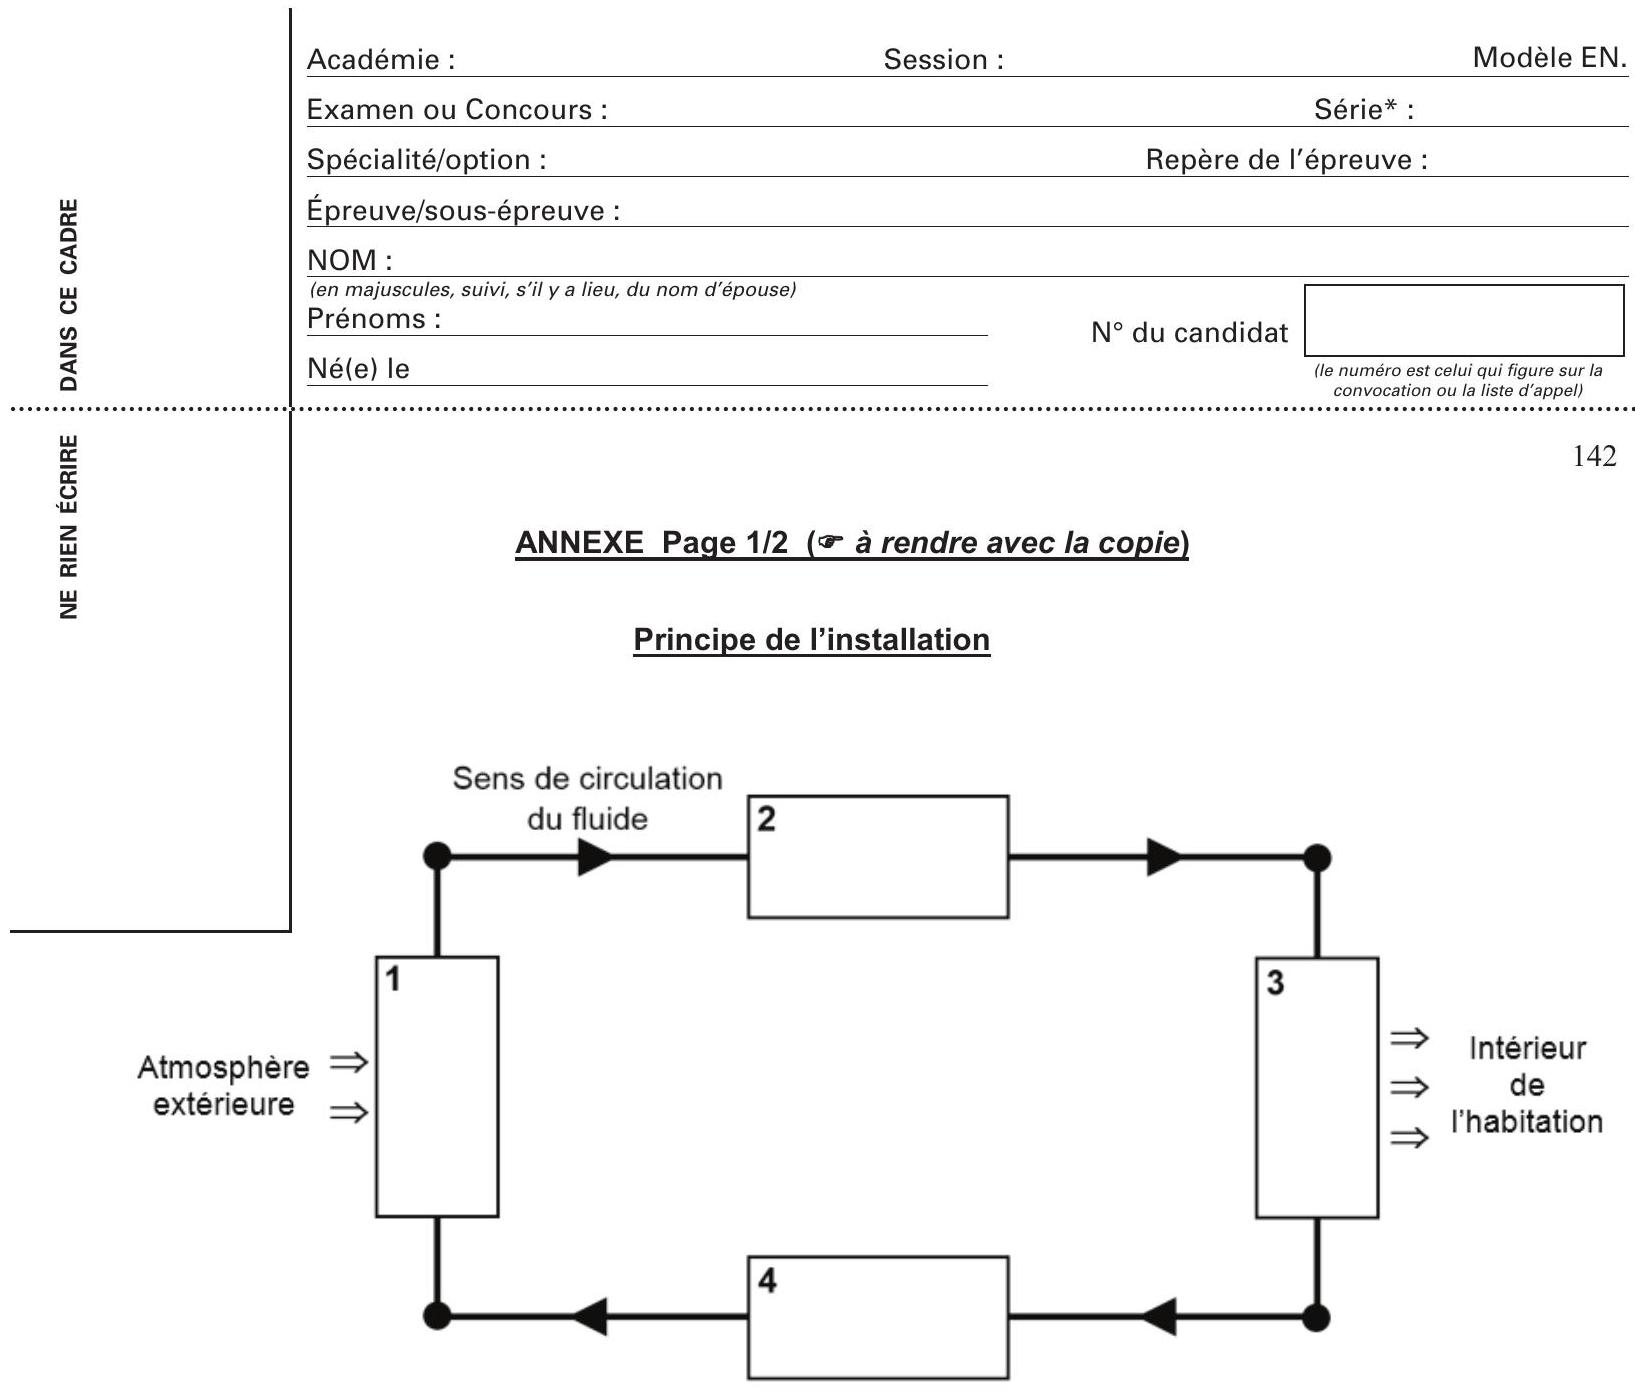 Académie : Session : Modèle EN.
Examen ou Concours : Série* :
Spécialité/option : Repère de l’épreuve :
Épreuve/sous-épreuve :
NOM :
(en majuscules, suivi, s’il y a lieu, du nom d’épouse)
Prénoms :
N° du candidat
Né(e) le
(le numéro est celui qui figure sur la
convocation ou la liste d’appel)
DANS CE CADRE
NE RIEN ÉCRIRE
142
ANNEXE Page 1/2 (☞ à rendre avec la copie)
Principe de l’installation
Sens de circulation
du fluide
2
1
3
Atmosphère
extérieure
Intérieur
de
l’habitation
4